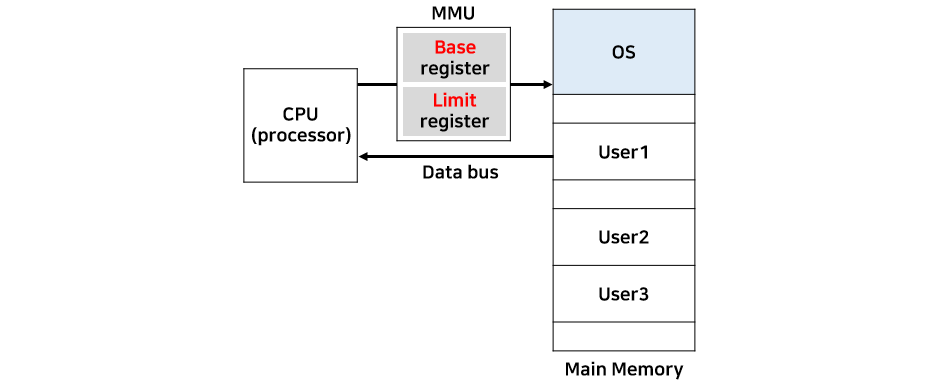 MMU
Base
register
Limit
register
CPU
(processor)
Data bus
OS
User1
User2
User3
Main Memory